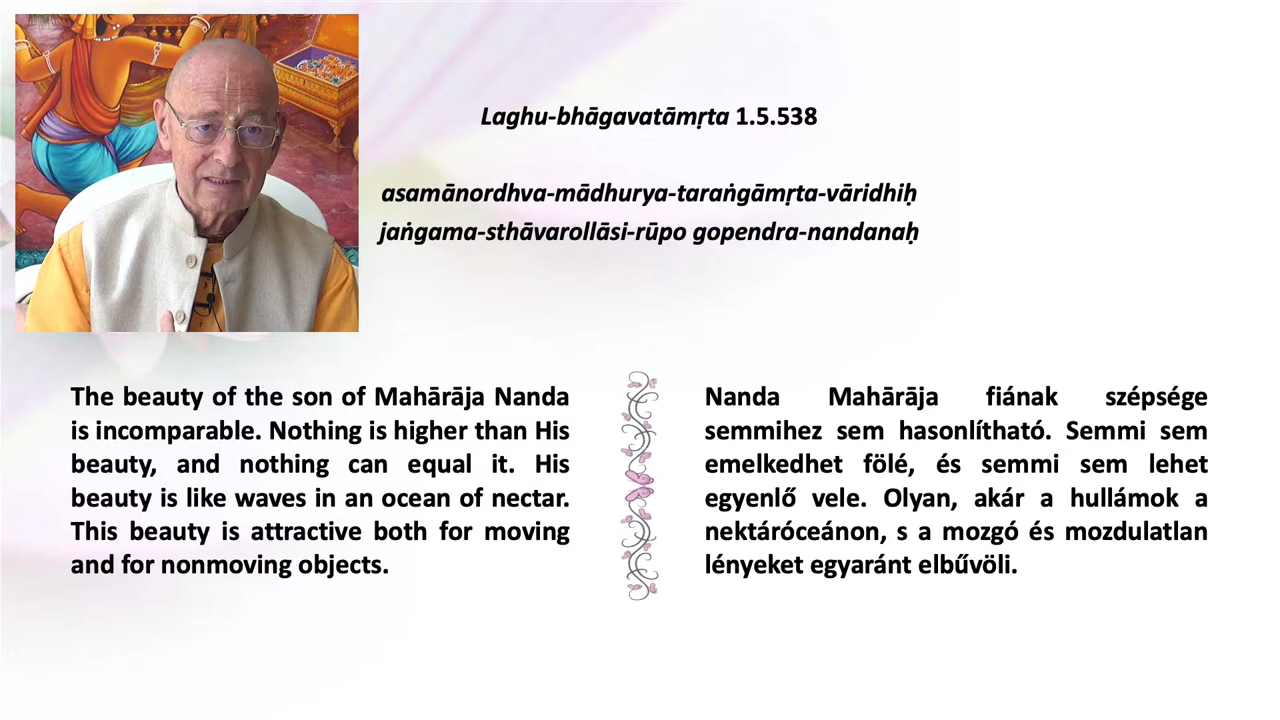 Laghu-bhāgavatāmṛta 1.5.538
asamānordhva-mādhurya-taraṅgāmṛta-vāridhiḥ
jaṅgama-sthāvarollāsi-rūpo gopendra-nandanaḥ
The beauty of the son of Mahārāja Nanda
is incomparable. Nothing is higher than His
beauty, and nothing can equal it. His
beauty is like waves in an ocean of nectar.
This beauty is attractive both for moving
and for nonmoving objects.
Nanda Mahārāja fiának szépsége
semmihez sem hasonlítható. Semmi sem
emelkedhet fölé, és semmi sem lehet
egyenlő vele. Olyan, akár a hullámok a
nektáróceánon, s a mozgó és mozdulatlan
lényeket egyaránt elbűvöli.